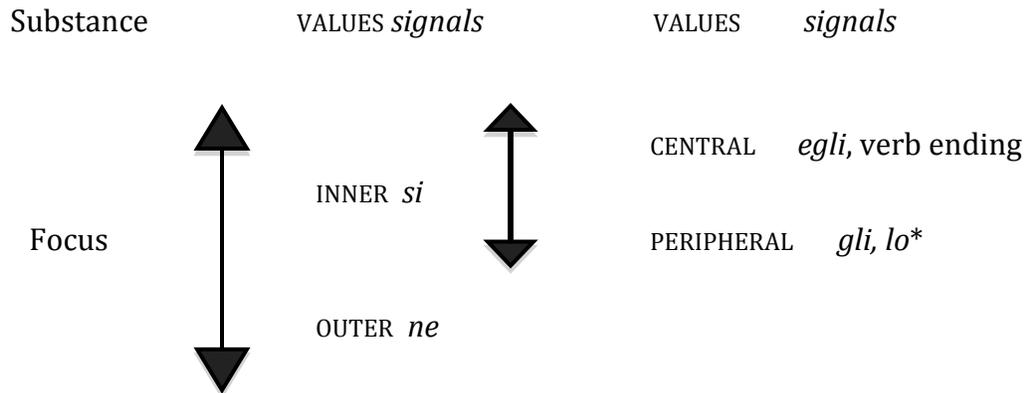 Substance VALUES signals VALUES signals
CENTRAL egli, verb ending
INNER si
Focus PERIPHERAL gli, lo*
OUTER ne